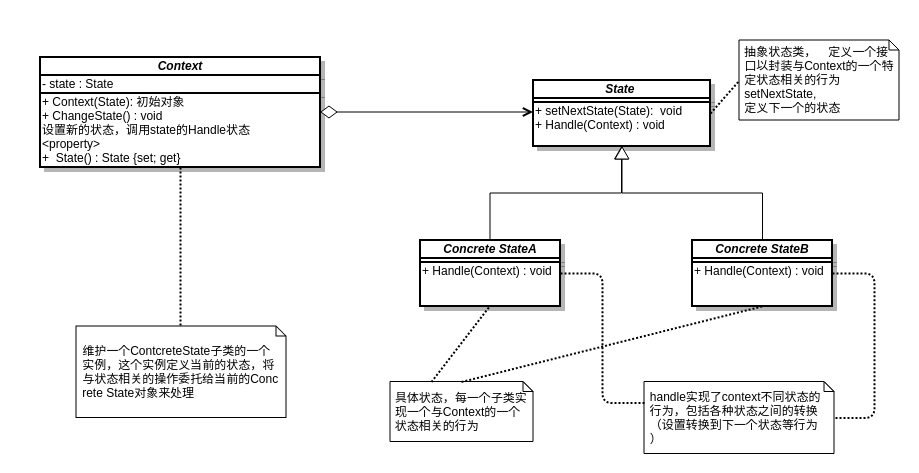 Context
- state : State
+ Context(State): 初始对象
+ ChangeState() : void
设置新的状态，调用state的Handle状态
<property>
+  State() : State {set; get}
State
+ setNextState(State):  void
+ Handle(Context) : void
抽象状态类，  定义一个接
口以封装与Context的一个特
定状态相关的行为
setNextState,
定义下一个的状态
Concrete StateA
+ Handle(Context) : void
Concrete StateB
+ Handle(Context) : void
维护一个ContcreteState子类的一个
实例，这个实例定义当前的状态，将
与状态相关的操作委托给当前的Conc
rete State对象来处理
具体状态，每一个子类实
现一个与Context的一个
状态相关的行为
handle实现了context不同状态的
行为，包括各种状态之间的转换
（设置转换到下一个状态等行为
）